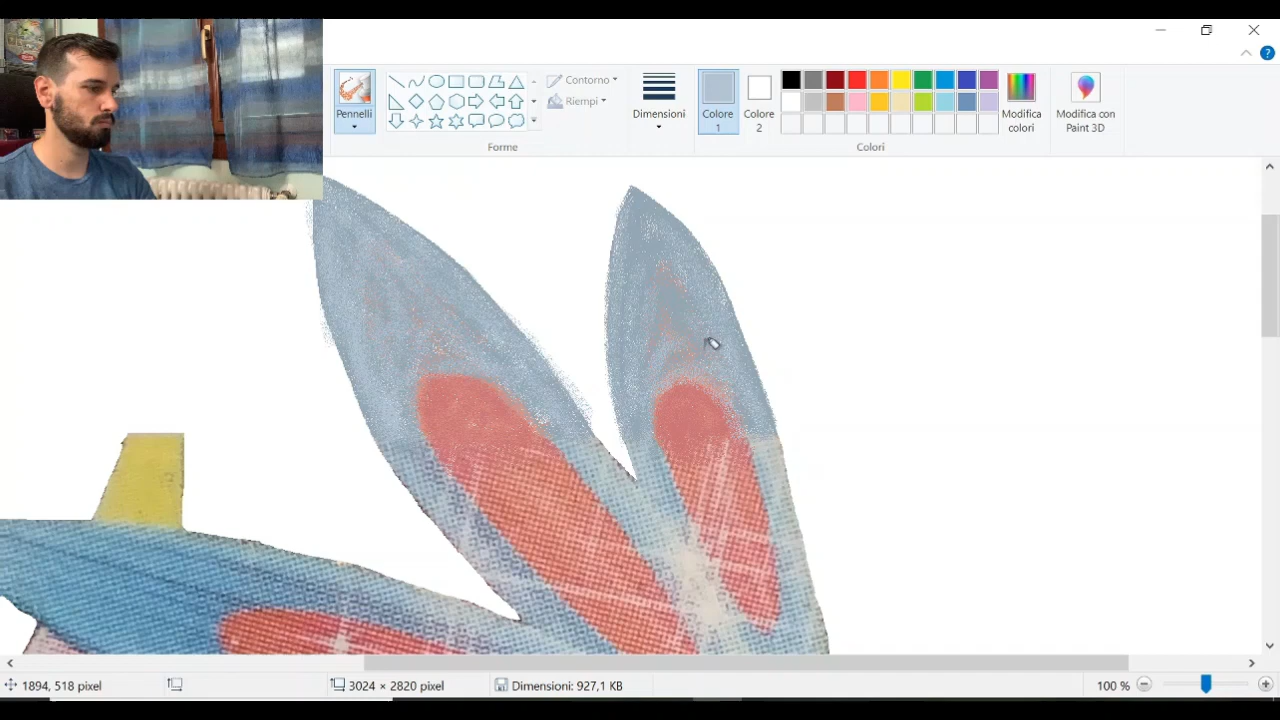 Pennelli
Contorno
Riempi
Forme
Dimensioni
Colore 1
Colore 2
Modifica colori
Colori
Modifica con Paint 3D
?
1894, 518 pixel
3024 × 2820 pixel
Dimensioni: 927,1 KB
100 %